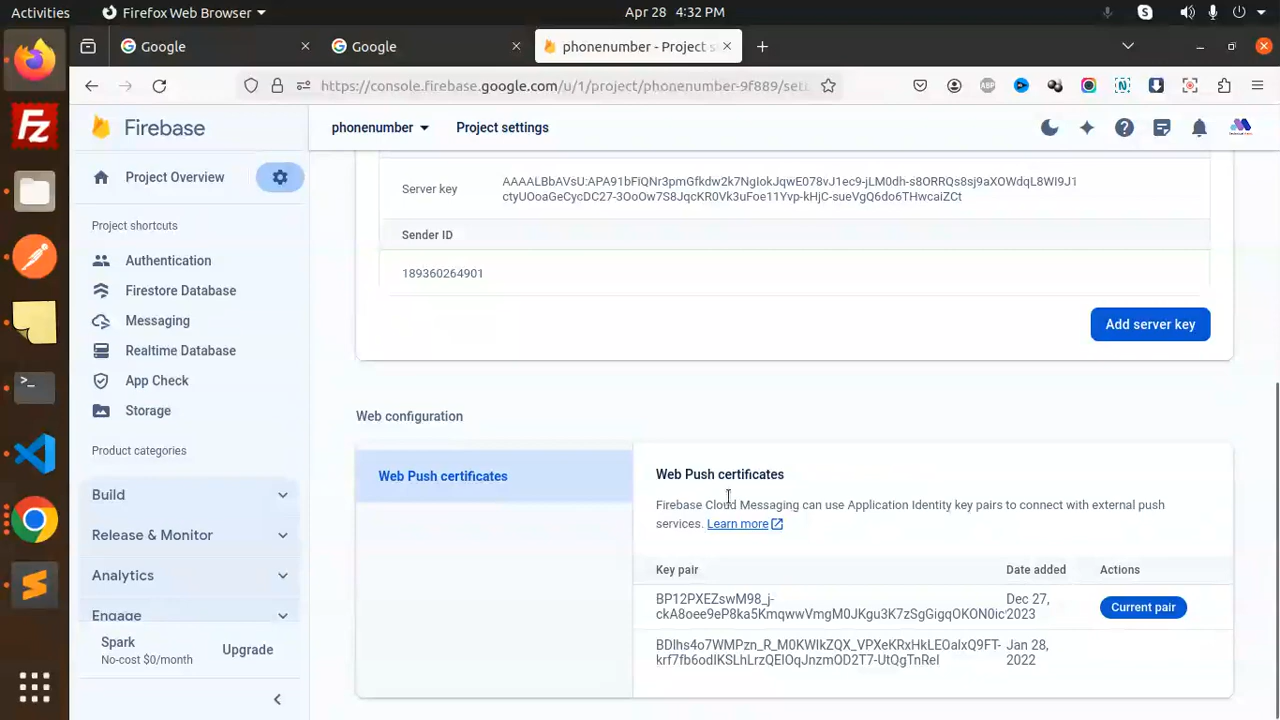 Activities
Firefox Web Browser
Apr 28 4:32 PM
Google
Google
phonenumber - Project s
https://console.firebase.google.com/u/1/project/phonenumber-9f889/sett
Firebase
phonenumber
Project settings
Project Overview
Project shortcuts
Authentication
Firestore Database
Messaging
Realtime Database
App Check
Storage
Product categories
Build
Release & Monitor
Analytics
Engage
Spark
No-cost $0/month
Upgrade
Server key
Sender ID
189360264901
Add server key
Web configuration
Web Push certificates
Web Push certificates
Firebase Cloud Messaging can use Application Identity key pairs to connect with external push
services. Learn more
Key pair
Date added
Actions
Dec 27,
2023
Current pair
Jan 28,
2022